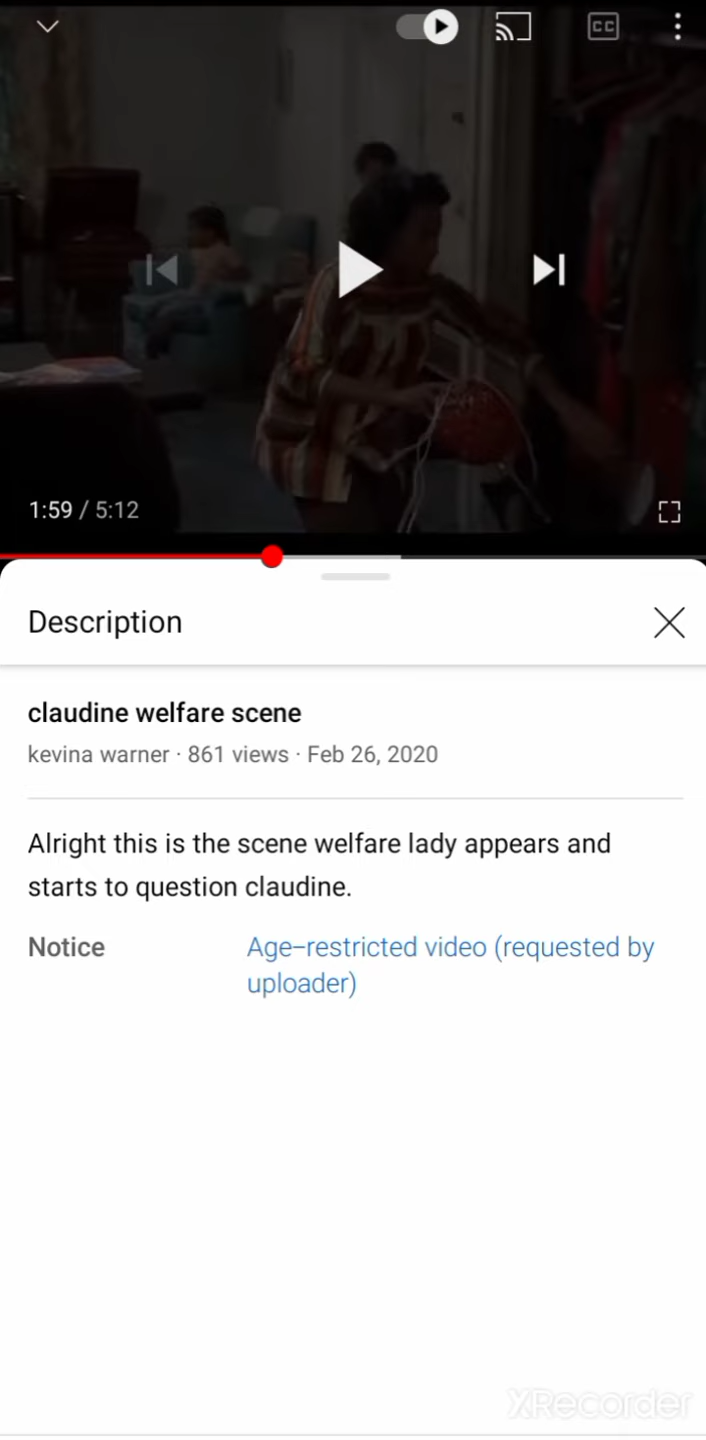 CC
1:59 / 5:12
Description
claudine welfare scene
kevina warner · 861 views · Feb 26, 2020
Alright this is the scene welfare lady appears and
starts to question claudine.
Notice Age-restricted video (requested by
uploader)
XRecorder